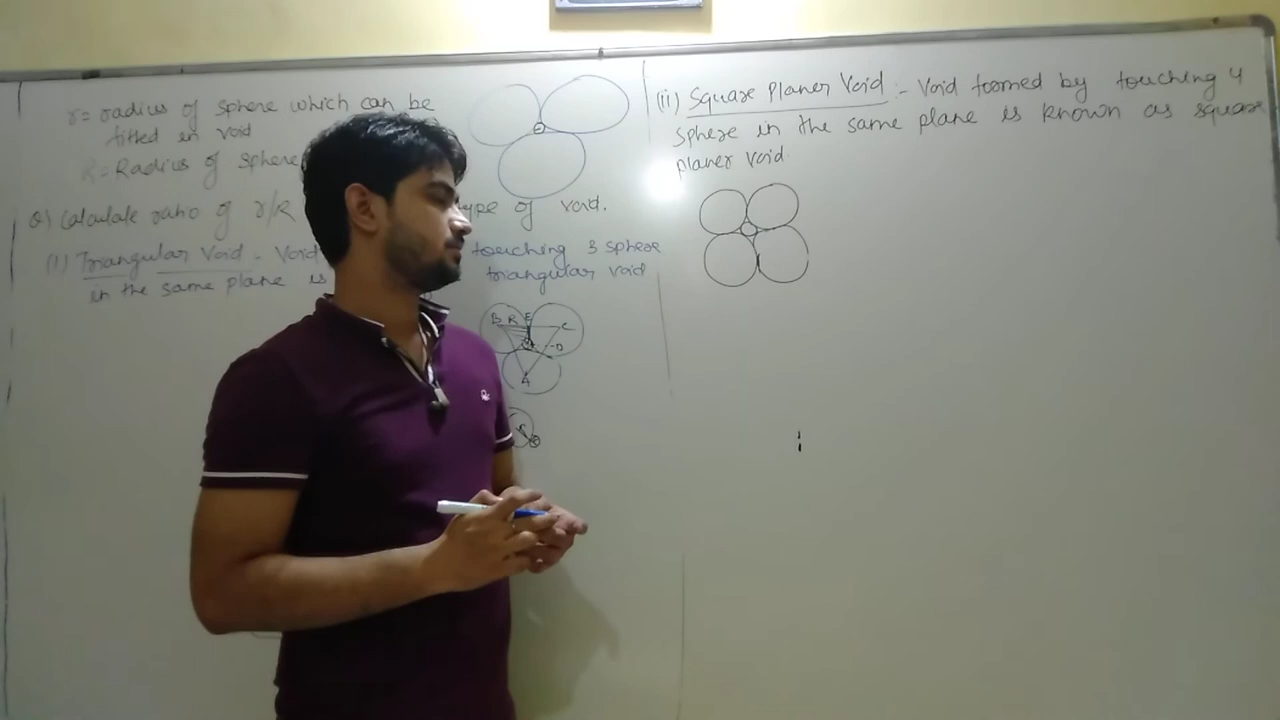 r = radius of sphere which can be
fitted in void
R = Radius of sphere
Q) Calculate ratio of r/R ype of void.
(i) Triangular Void - Void touching 3 sphere
in the same plane is triangular void
B R E C
O D
A
(ii) Square Planer Void :- Void formed by touching 4
sphere in the same plane is known as square
planer void.